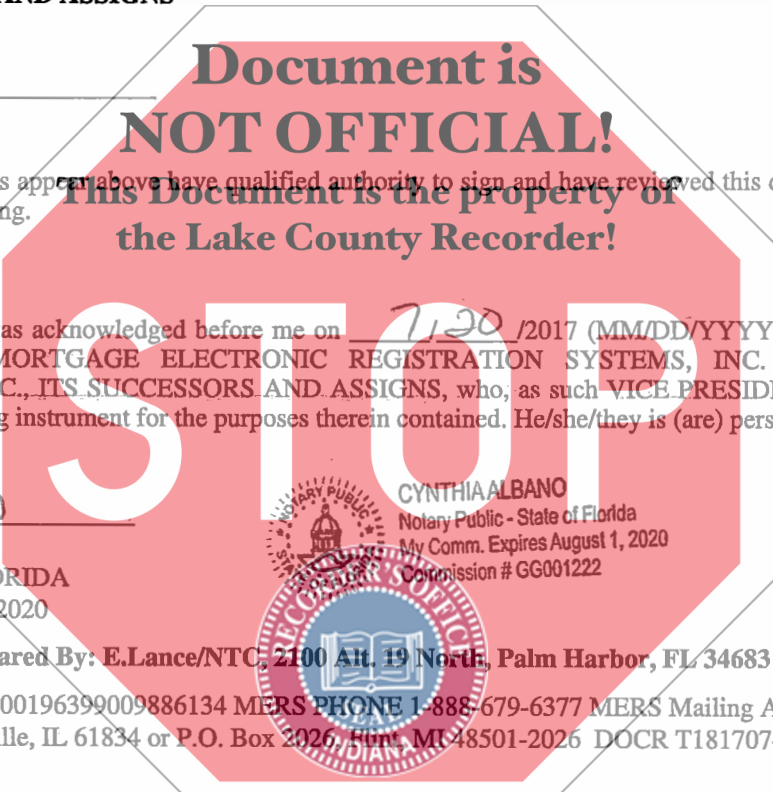 AND ASSIGNS
Document is
NOT OFFICIAL!
s appear above have qualified authority to sign and have reviewed this
ng.
This Document is the property of
the Lake County Recorder!
STOP
as acknowledged before me on 7/20/2017 (MM/DD/YYYY
MORTGAGE ELECTRONIC REGISTRATION SYSTEMS, INC.
C., ITS SUCCESSORS AND ASSIGNS, who, as such VICE PRESID
g instrument for the purposes therein contained. He/she/they is (are) pers
NOTARY PUBLIC
CYNTHIA ALBANO
Notary Public - State of Florida
My Comm. Expires August 1, 2020
Commission # GG001222
ORIDA
2020
RECORDER'S OFFICE
SEAL
INDIANA
ared By: E.Lance/NTC, 2100 Alt. 19 North, Palm Harbor, FL 34683
00196399009886134 MERS PHONE 1-888-679-6377 MERS Mailing A
lle, IL 61834 or P.O. Box 2026, Flint, MI 48501-2026 DOCR T181707-